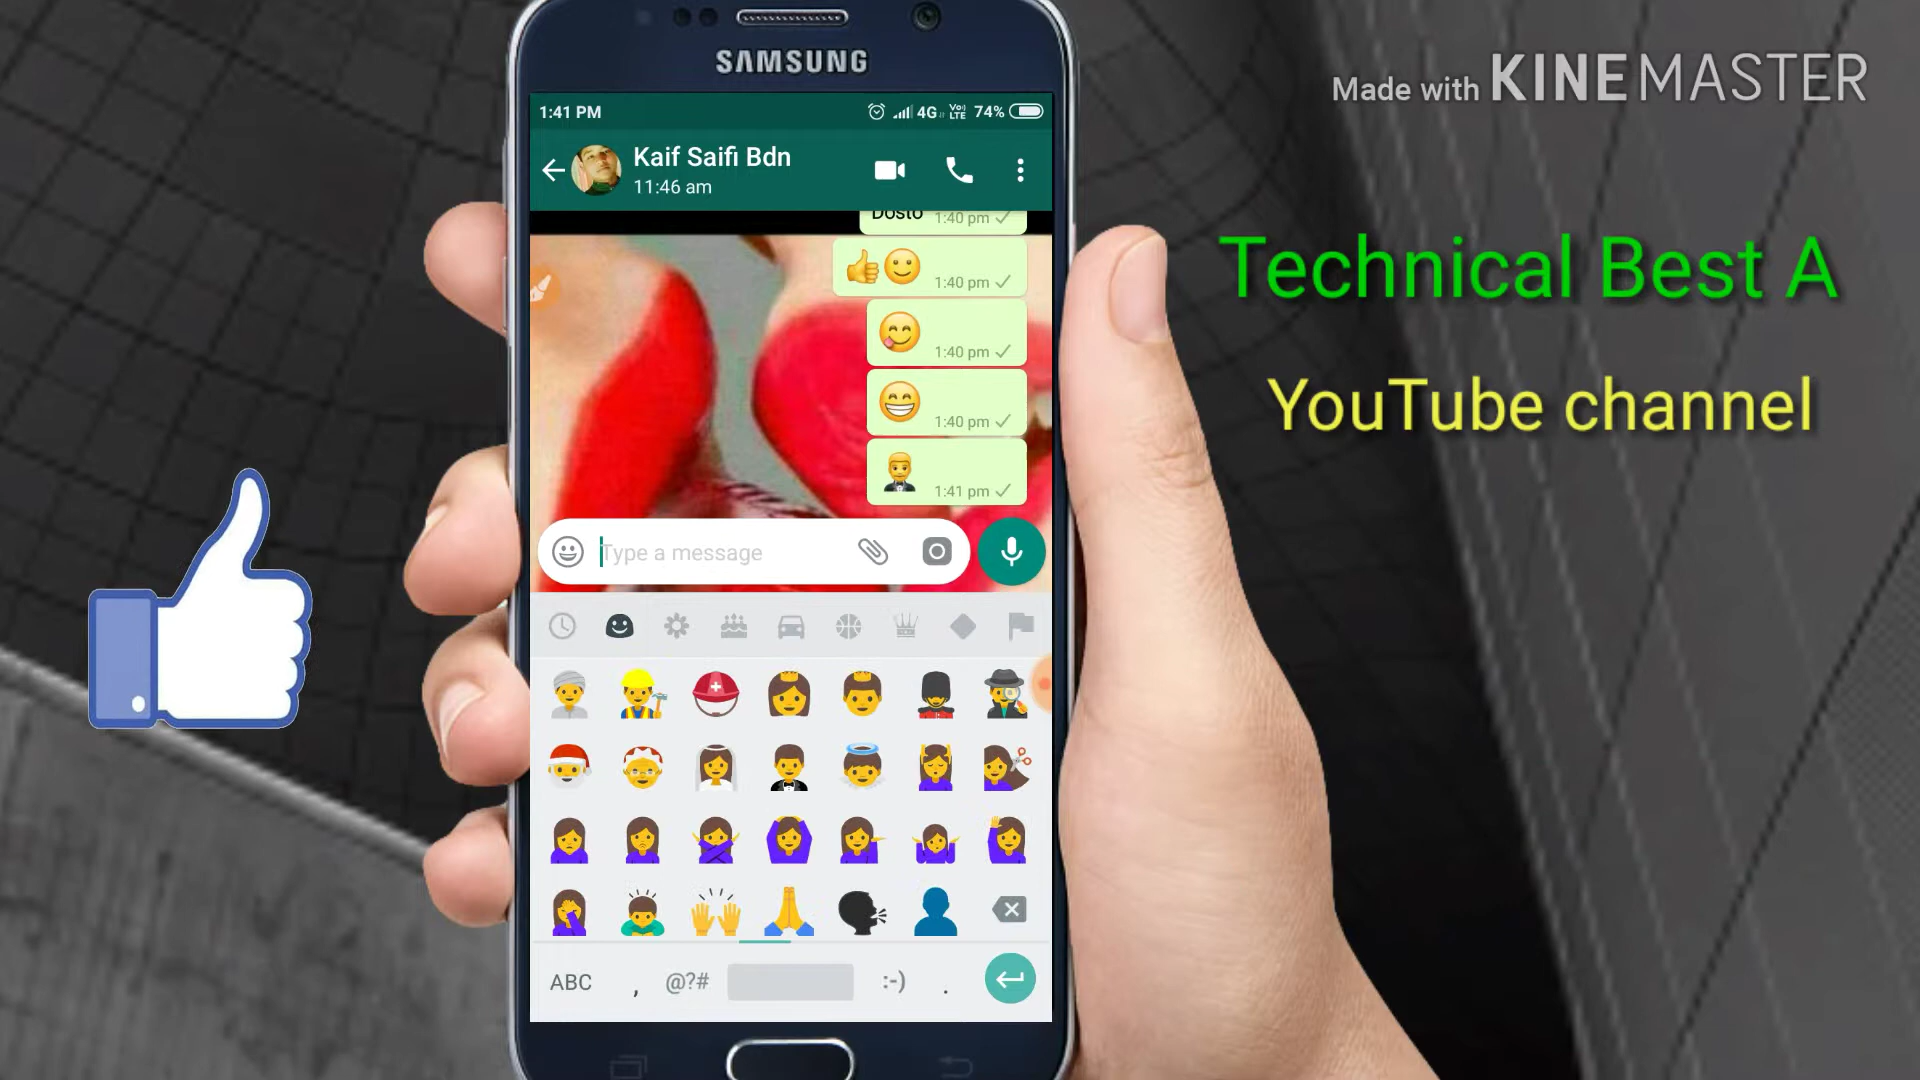 Made with KINEMASTER
SAMSUNG
1:41 PM
4G VoLTE 74%
Kaif Saifi Bdn
11:46 am
Dosto 1:40 pm
1:40 pm
1:40 pm
1:40 pm
1:41 pm
Type a message
ABC , @?# :-) .
Technical Best A
YouTube channel